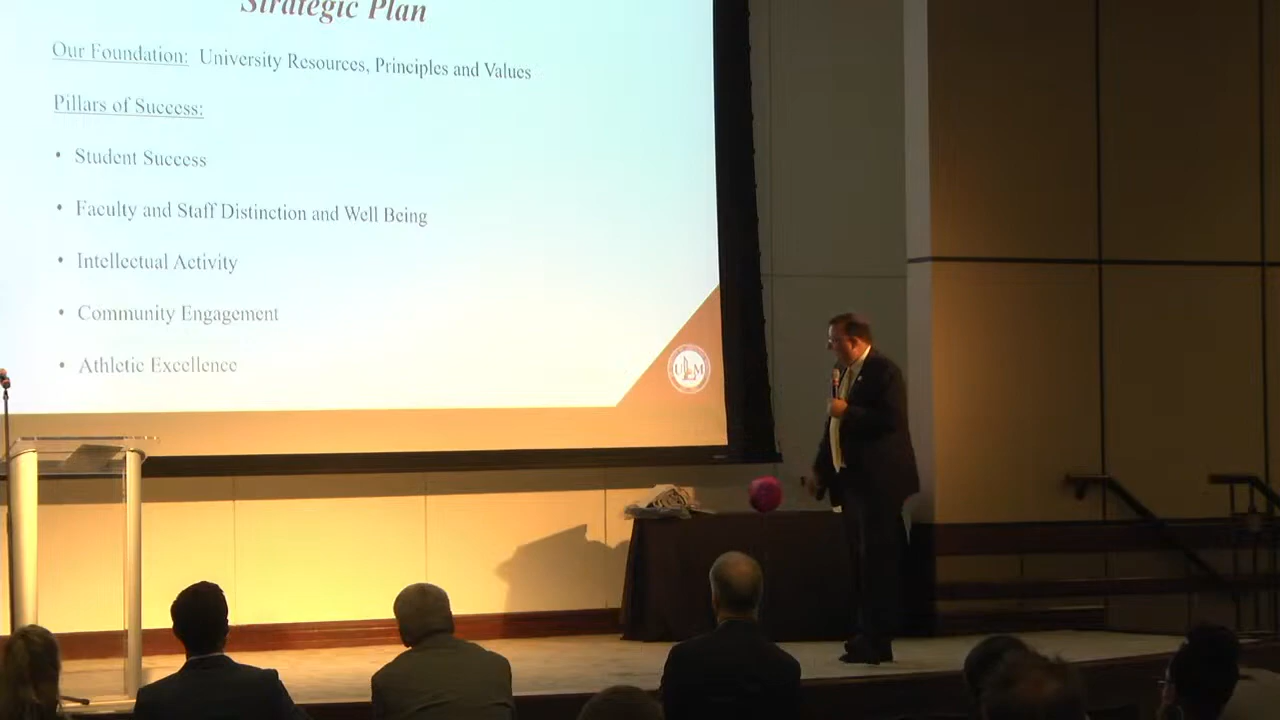 Strategic Plan
Our Foundation: University Resources, Principles and Values
Pillars of Success:
• Student Success
• Faculty and Staff Distinction and Well Being
• Intellectual Activity
• Community Engagement
• Athletic Excellence
ULM